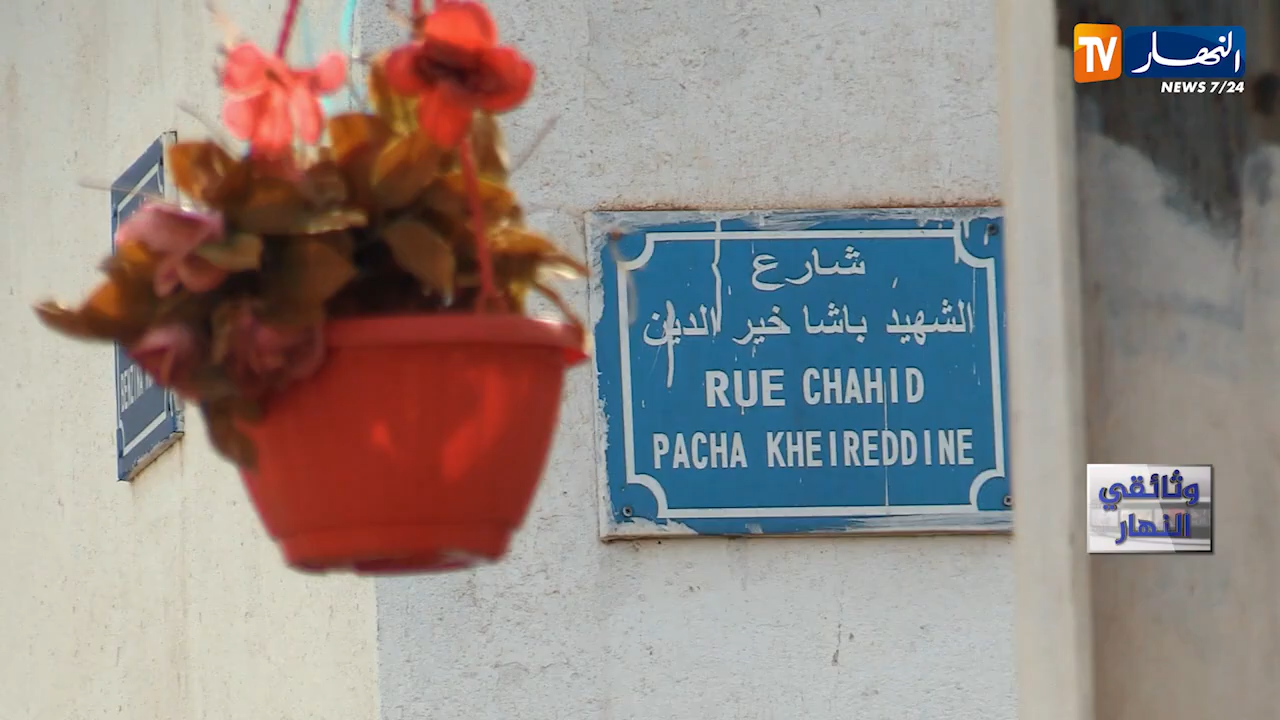 TV النهار
NEWS 7/24
شارع
الشهيد باشا خير الدين
RUE CHAHID
PACHA KHEIREDDINE
وثائقي
النهار